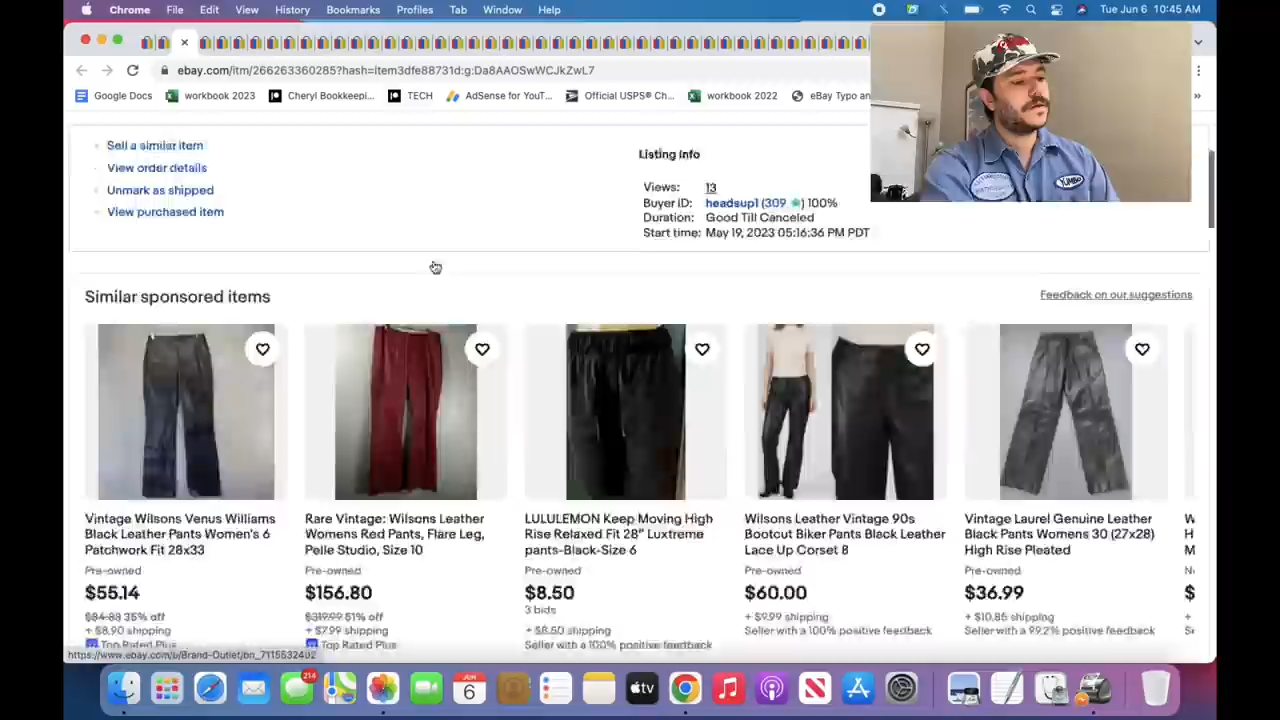 Chrome File Edit View History Bookmarks Profiles Tab Window Help Tue Jun 6 10:45 AM
ebay.com/itm/266263360285?hash=item3dfe88731d:g:Da8AAOSwWCJkZwL7
Google Docs workbook 2023 Cheryl Bookkeepi... TECH AdSense for YouT... Official USPS® Ch... workbook 2022 eBay Typo an
YUMBO
Sell a similar item
View order details
Unmark as shipped
View purchased item
Listing info
Views: 13
Buyer ID: headsup1 (309 ) 100%
Duration: Good Till Canceled
Start time: May 19, 2023 05:16:36 PM PDT
Similar sponsored items
Feedback on our suggestions
Vintage Wilsons Venus Williams
Black Leather Pants Women's 6
Patchwork Fit 28x33
Pre-owned
$55.14
$84.83 35% off
+ $8.90 shipping
Top Rated Plus
Rare Vintage: Wilsons Leather
Womens Red Pants, Flare Leg,
Pelle Studio, Size 10
Pre-owned
$156.80
$319.99 51% off
+ $7.99 shipping
Top Rated Plus
LULULEMON Keep Moving High
Rise Relaxed Fit 28" Luxtreme
pants-Black-Size 6
Pre-owned
$8.50
3 bids
+ $6.50 shipping
Seller with a 100% positive feedback
Wilsons Leather Vintage 90s
Bootcut Biker Pants Black Leather
Lace Up Corset 8
Pre-owned
$60.00
+ $9.99 shipping
Seller with a 100% positive feedback
Vintage Laurel Genuine Leather
Black Pants Womens 30 (27x28)
High Rise Pleated
Pre-owned
$36.99
+ $10.85 shipping
Seller with a 99.2% positive feedback
W
H
M
$
https://www.ebay.com/b/Brand-Outlet/bn_7115532402
214
JUN
6
tv